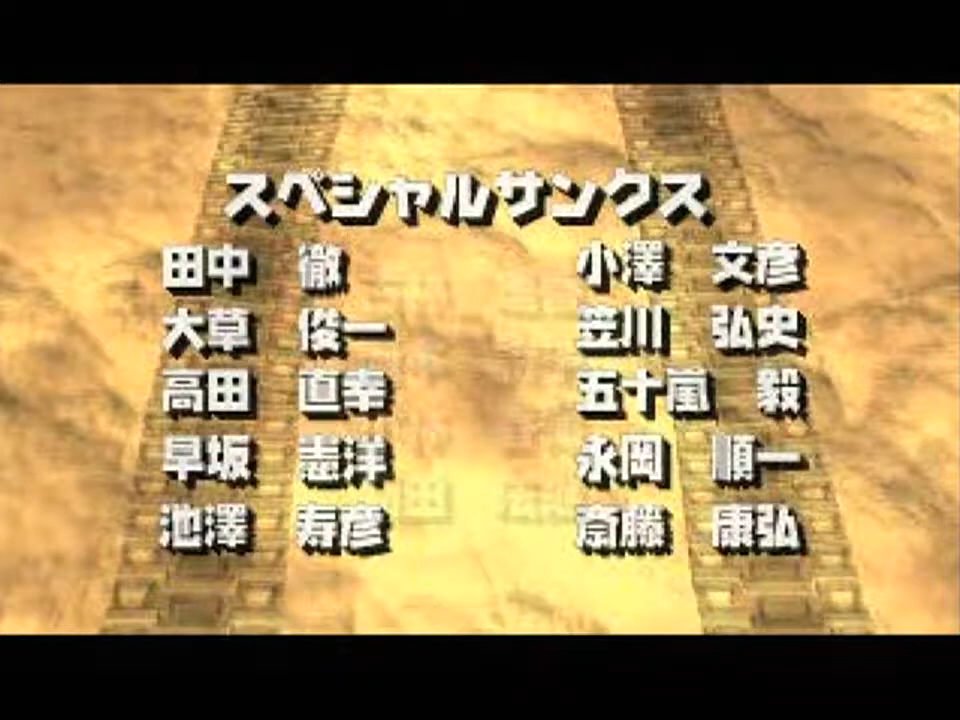 スペシャルサンクス
田中 徹 小澤 文彦
大草 俊一 笠川 弘史
高田 直幸 五十嵐 毅
早坂 憲洋 永岡 順一
池澤 寿彦 斎藤 康弘